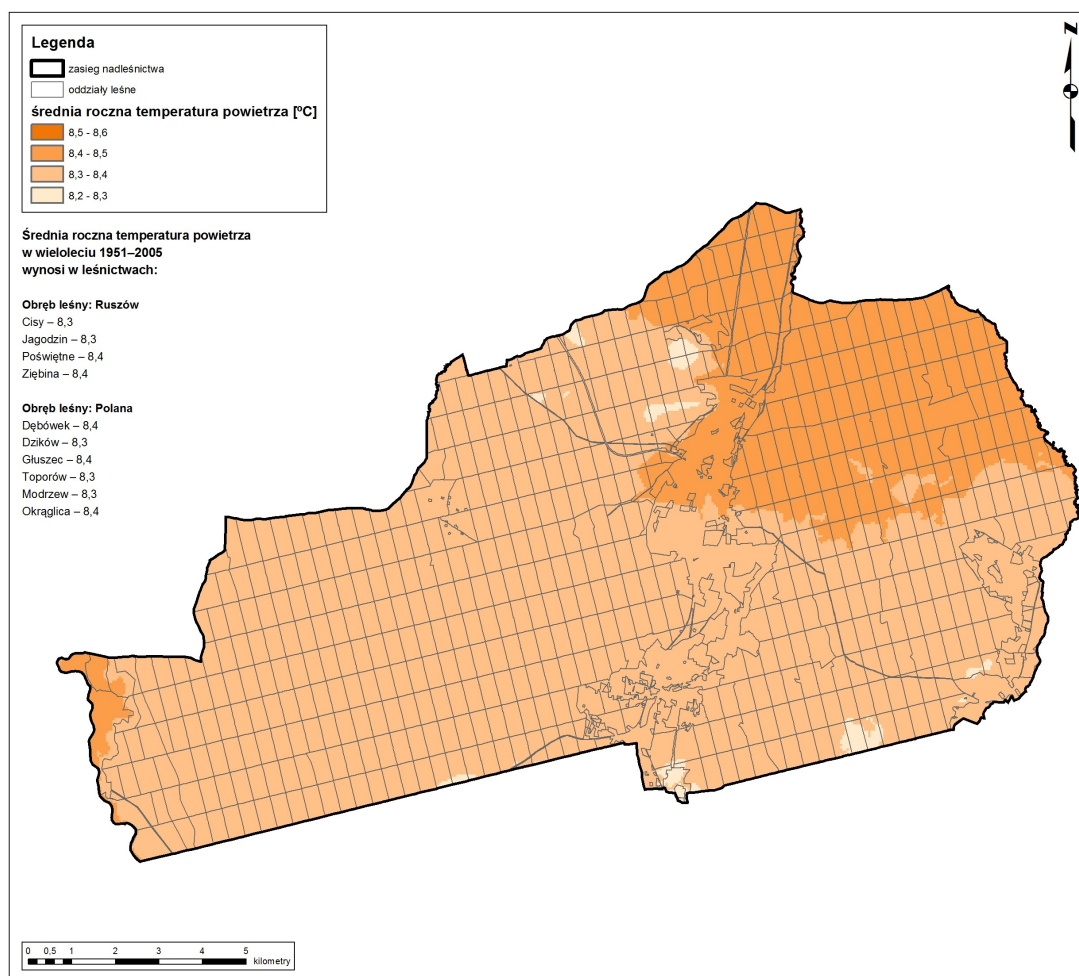 Legenda
zasieg nadleśnictwa
oddziały leśne
średnia roczna temperatura powietrza [ºC]
8,5 - 8,6
8,4 - 8,5
8,3 - 8,4
8,2 - 8,3
Średnia roczna temperatura powietrza
w wieloleciu 1951–2005
wynosi w leśnictwach:
Obręb leśny: Ruszów
Cisy – 8,3
Jagodzin – 8,3
Poświętne – 8,4
Ziębina – 8,4
Obręb leśny: Polana
Dębówek – 8,4
Dzików – 8,3
Głuszec – 8,4
Toporów – 8,3
Modrzew – 8,3
Okrąglica – 8,4
N
0 0,5 1 2 3 4 5
kilometry